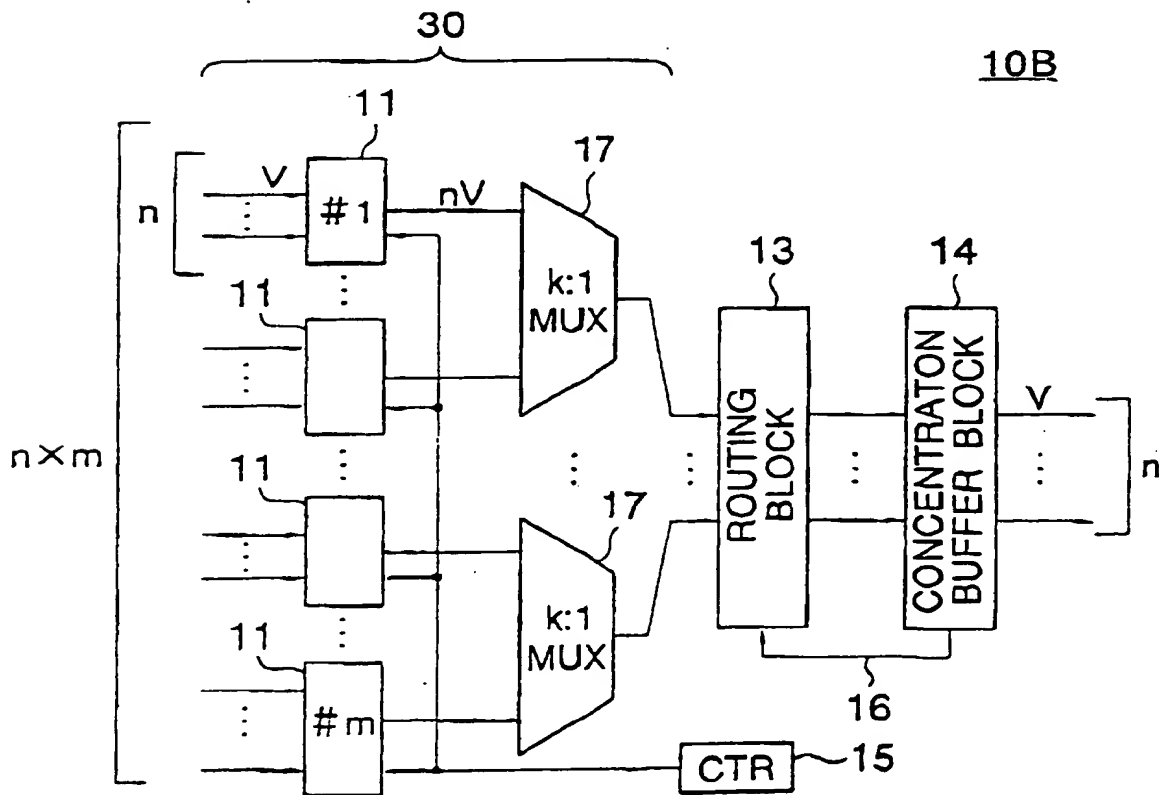 30
10B
11
17
n
V
#1
nV
k:1
MUX
13
14
11
ROUTING
BLOCK
CONCENTRATON
BUFFER BLOCK
V
n
n×m
11
17
k:1
MUX
11
#m
16
CTR
15